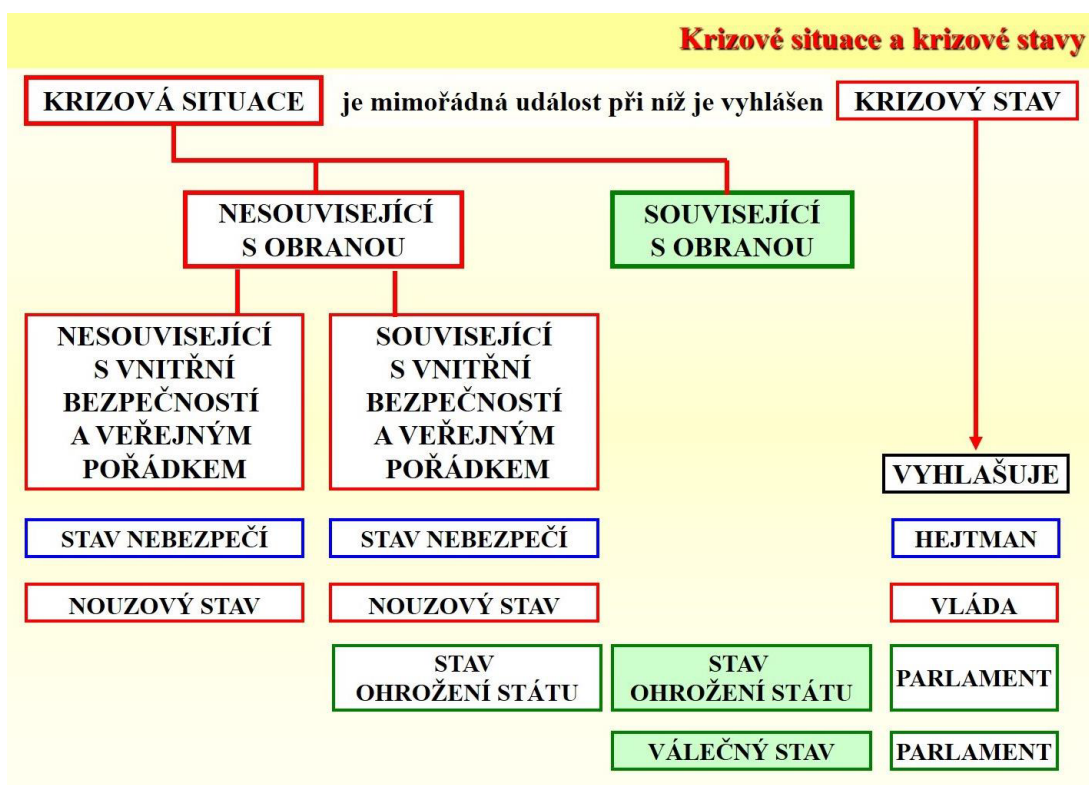 Krizové situace a krizové stavy
KRIZOVÁ SITUACE je mimořádná událost při níž je vyhlášen KRIZOVÝ STAV
NESOUVISEJÍCÍ
S OBRANOU
SOUVISEJÍCÍ
S OBRANOU
NESOUVISEJÍCÍ
S VNITŘNÍ
BEZPEČNOSTÍ
A VEŘEJNÝM
POŘÁDKEM
SOUVISEJÍCÍ
S VNITŘNÍ
BEZPEČNOSTÍ
A VEŘEJNÝM
POŘÁDKEM
VYHLAŠUJE
STAV NEBEZPEČÍ
STAV NEBEZPEČÍ
HEJTMAN
NOUZOVÝ STAV
NOUZOVÝ STAV
VLÁDA
STAV
OHROŽENÍ STÁTU
STAV
OHROŽENÍ STÁTU
PARLAMENT
VÁLEČNÝ STAV
PARLAMENT